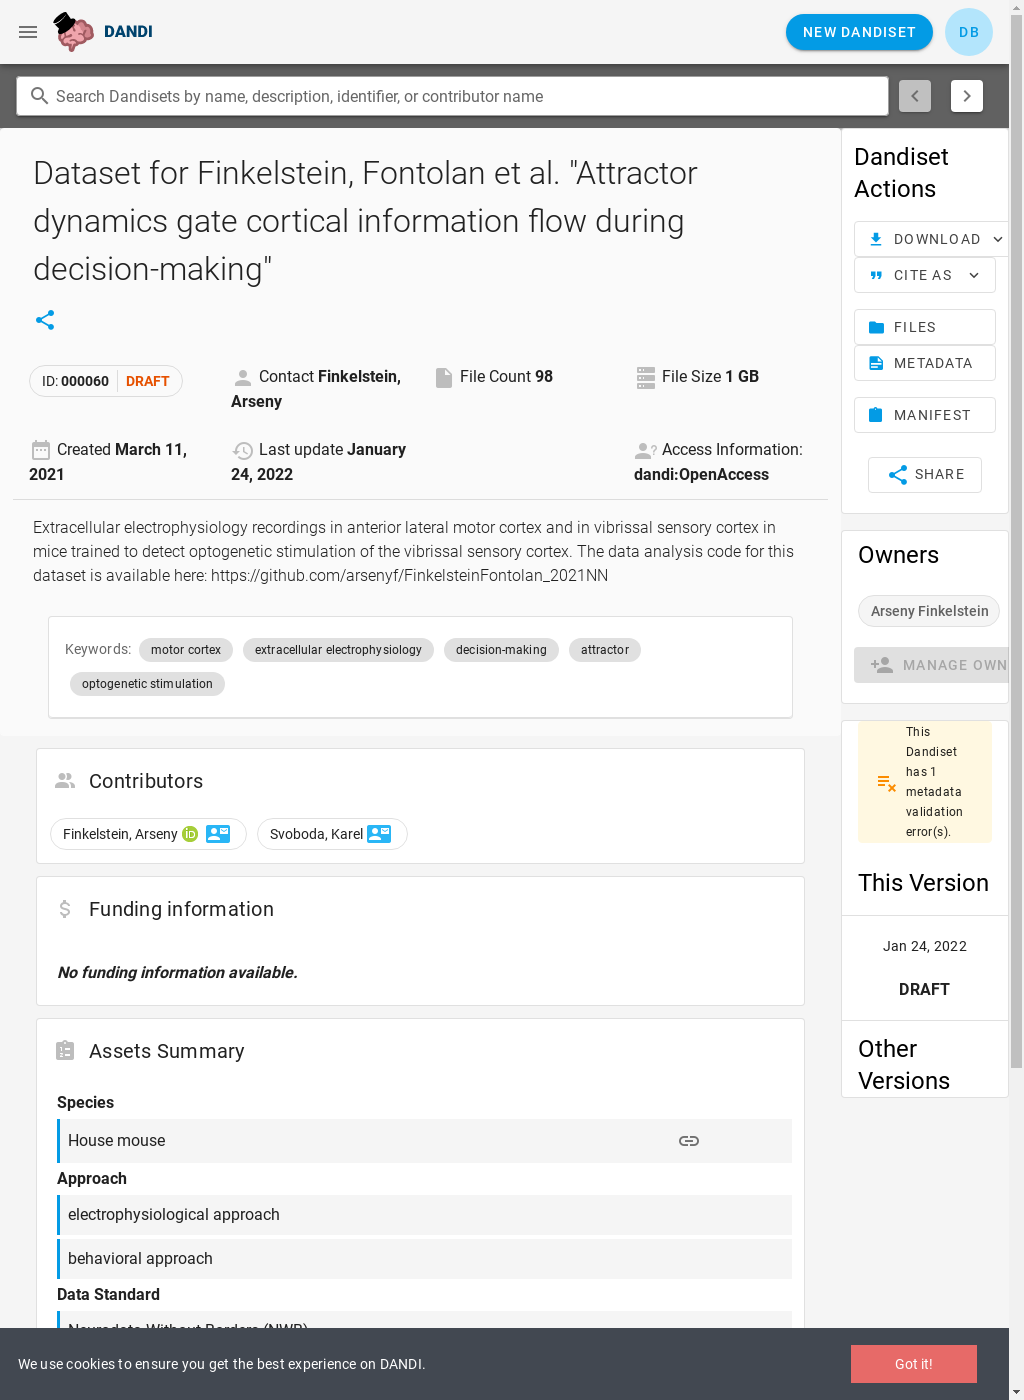 DANDI
NEW DANDISET
DB
Search Dandisets by name, description, identifier, or contributor name
Dataset for Finkelstein, Fontolan et al. "Attractor
dynamics gate cortical information flow during
decision-making"
ID: 000060 DRAFT
Contact Finkelstein,
Arseny
File Count 98
File Size 1 GB
Created March 11,
2021
Last update January
24, 2022
Access Information:
dandi:OpenAccess
Extracellular electrophysiology recordings in anterior lateral motor cortex and in vibrissal sensory cortex in
mice trained to detect optogenetic stimulation of the vibrissal sensory cortex. The data analysis code for this
dataset is available here: https://github.com/arsenyf/FinkelsteinFontolan_2021NN
Keywords: motor cortex extracellular electrophysiology decision-making attractor
optogenetic stimulation
Contributors
Finkelstein, Arseny iD
Svoboda, Karel
Funding information
No funding information available.
Assets Summary
Species
House mouse
Approach
electrophysiological approach
behavioral approach
Data Standard
Neurodata Without Borders (NWB)
Dandiset
Actions
DOWNLOAD
CITE AS
FILES
METADATA
MANIFEST
SHARE
Owners
Arseny Finkelstein
MANAGE OWN
This
Dandiset
has 1
metadata
validation
error(s).
This Version
Jan 24, 2022
DRAFT
Other
Versions
We use cookies to ensure you get the best experience on DANDI.
Got it!